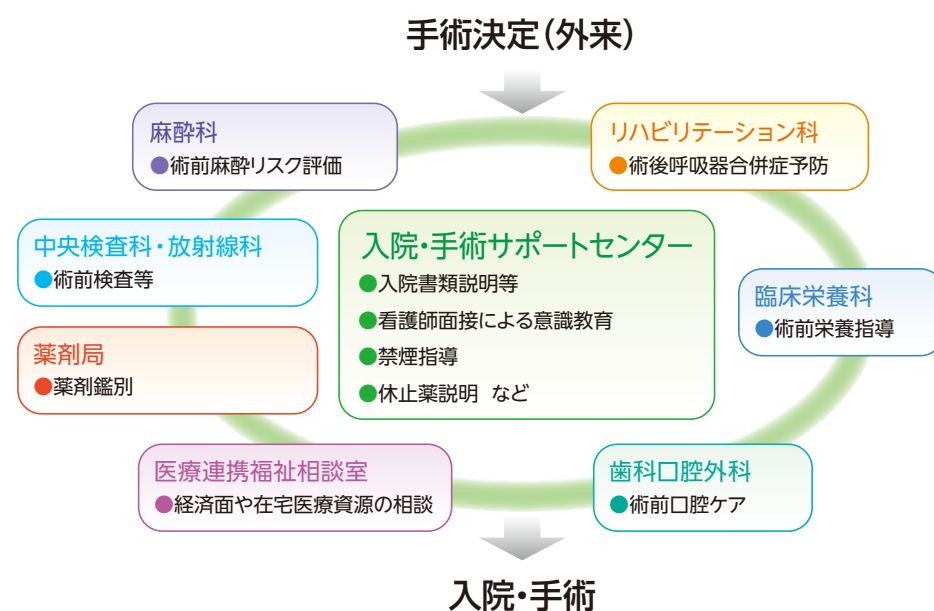 手術決定（外来）
麻酔科
●術前麻酔リスク評価
リハビリテーション科
●術後呼吸器合併症予防
中央検査科・放射線科
●術前検査等
入院・手術サポートセンター
●入院書類説明等
●看護師面接による意識教育
●禁煙指導
●休止薬説明 など
臨床栄養科
●術前栄養指導
薬剤局
●薬剤鑑別
医療連携福祉相談室
●経済面や在宅医療資源の相談
歯科口腔外科
●術前口腔ケア
入院・手術